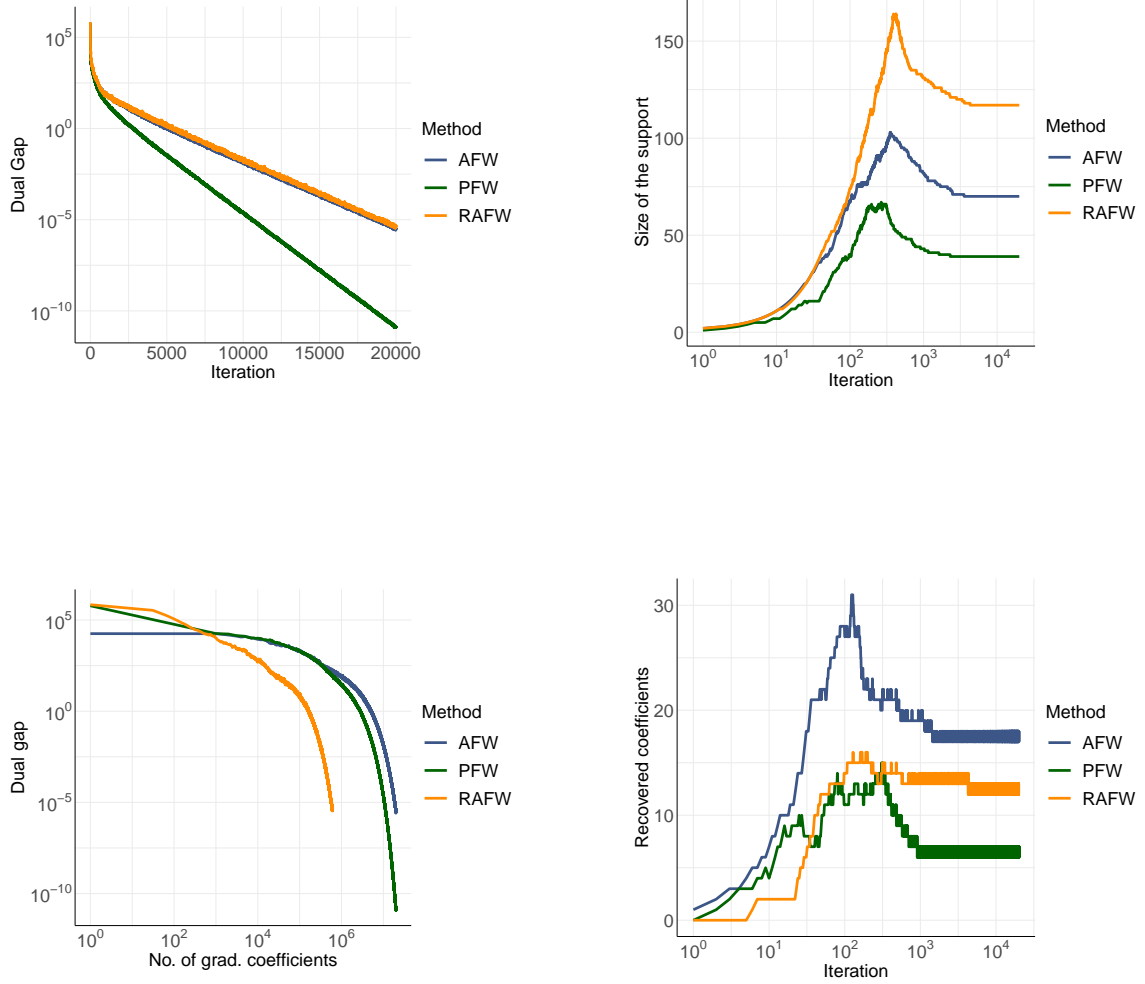 10^5
10^0
10^−5
10^−10
0 5000 10000 15000 20000
Iteration
Dual Gap
Method
AFW
PFW
RAFW
150
100
50
0
10^0 10^1 10^2 10^3 10^4
Iteration
Size of the support
Method
AFW
PFW
RAFW
10^5
10^0
10^−5
10^−10
10^0 10^2 10^4 10^6
No. of grad. coefficients
Dual gap
Method
AFW
PFW
RAFW
30
20
10
0
10^0 10^1 10^2 10^3 10^4
Iteration
Recovered coefficients
Method
AFW
PFW
RAFW